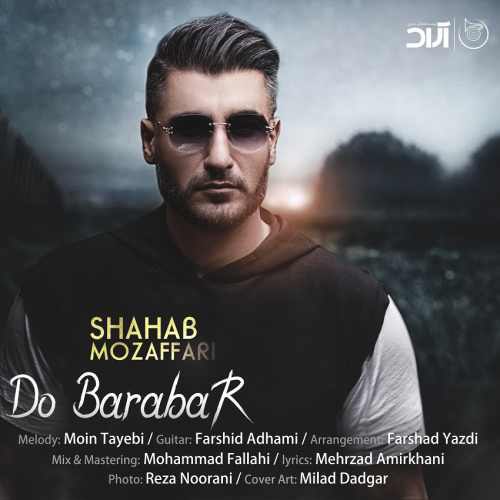 آراد
SHAHAB
MOZAFFARI
Do BarabaR
Melody: Moin Tayebi / Guitar: Farshid Adhami / Arrangement: Farshad Yazdi
Mix & Mastering: Mohammad Fallahi / lyrics: Mehrzad Amirkhani
Photo: Reza Noorani / Cover Art: Milad Dadgar